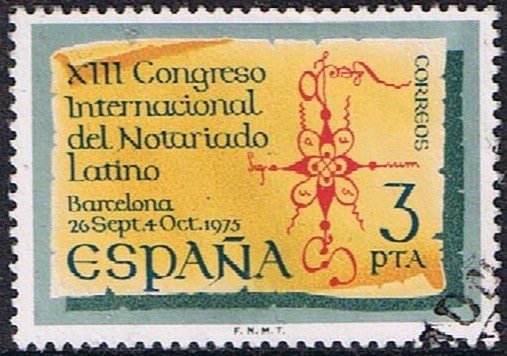 XIII Congreso
Internacional
del Notariado
Latino
Barcelona
26 Sept. 4 Oct. 1975
ESPAÑA
CORREOS
3
PTA
F.N.M.T.